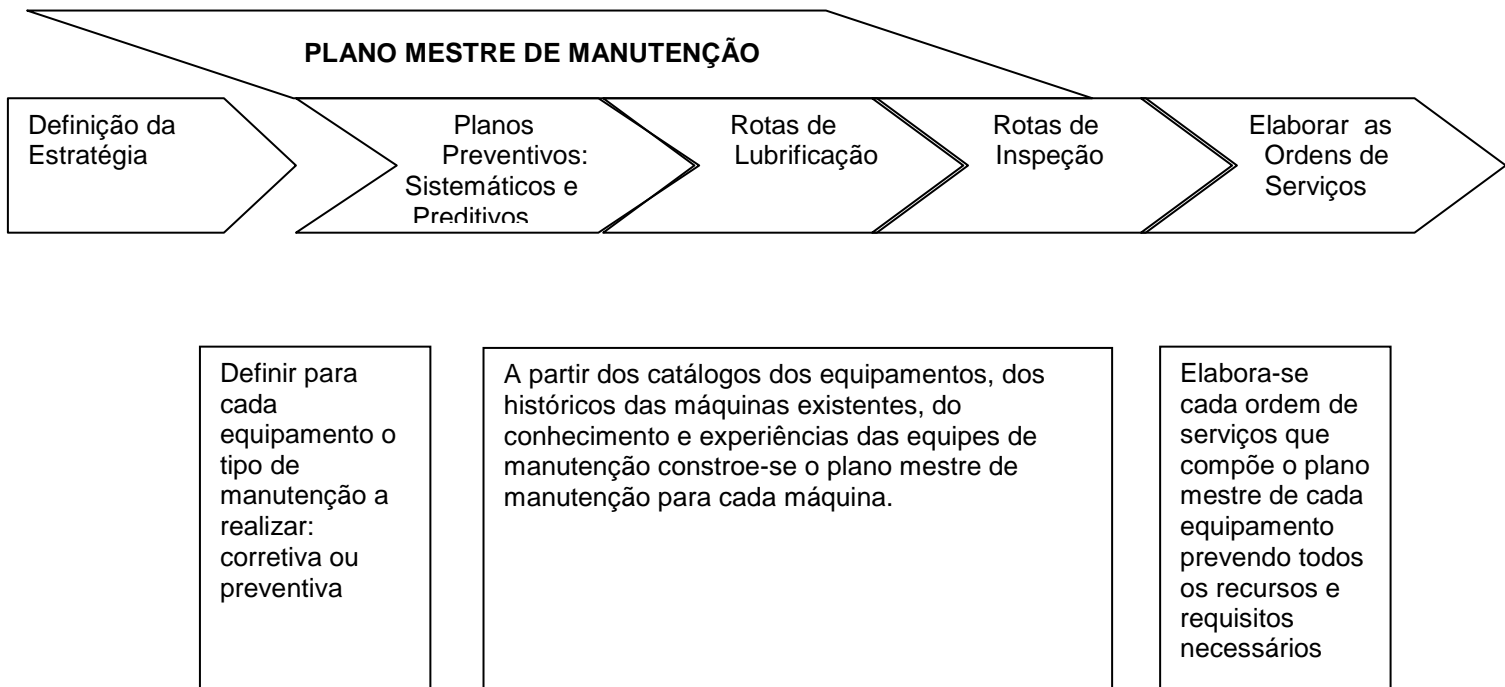 PLANO MESTRE DE MANUTENÇÃO
Definição da
Estratégia
Planos
Preventivos:
Sistemáticos e
Preditivos
Rotas de
Lubrificação
Rotas de
Inspeção
Elaborar as
Ordens de
Serviços
Definir para
cada
equipamento o
tipo de
manutenção a
realizar:
corretiva ou
preventiva
A partir dos catálogos dos equipamentos, dos
históricos das máquinas existentes, do
conhecimento e experiências das equipes de
manutenção constroe-se o plano mestre de
manutenção para cada máquina.
Elabora-se
cada ordem de
serviços que
compõe o plano
mestre de cada
equipamento
prevendo todos
os recursos e
requisitos
necessários